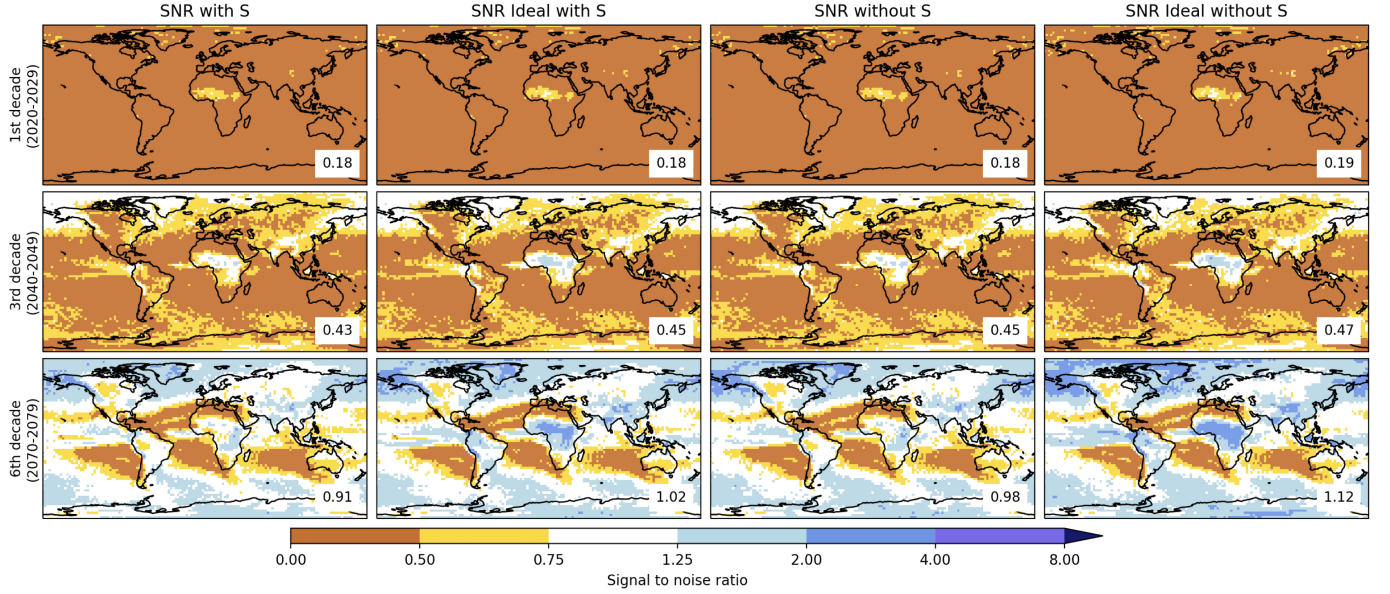 SNR with S
SNR Ideal with S
SNR without S
SNR Ideal without S
1st decade
(2020-2029)
0.18
0.18
0.18
0.19
3rd decade
(2040-2049)
0.43
0.45
0.45
0.47
6th decade
(2070-2079)
0.91
1.02
0.98
1.12
0.00
0.50
0.75
1.25
2.00
4.00
8.00
Signal to noise ratio